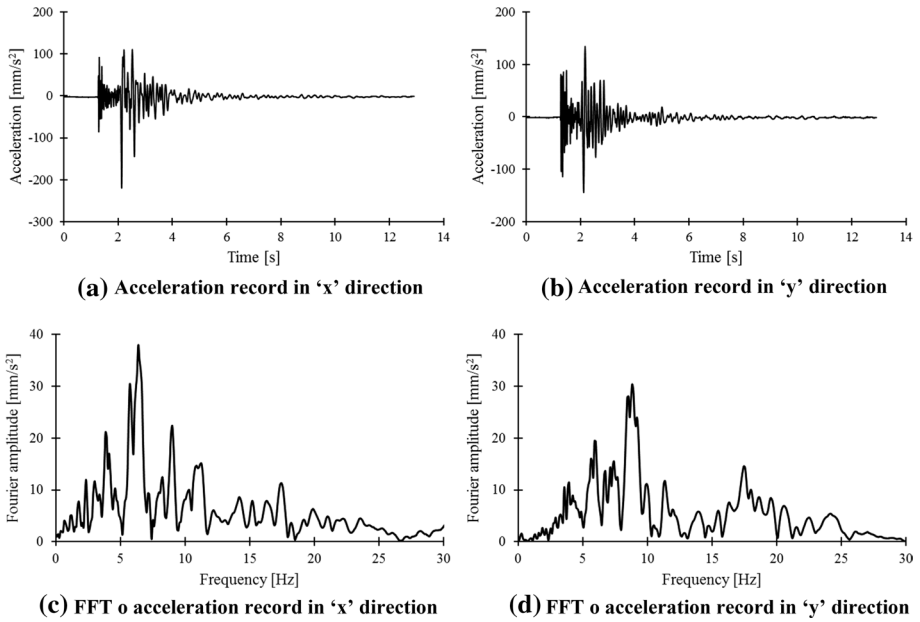 200
100
0
-100
-200
-300
Acceleration [mm/s²]
0 2 4 6 8 10 12 14
Time [s]
(a) Acceleration record in ‘x’ direction
200
100
0
-100
-200
Acceleration [mm/s²]
0 2 4 6 8 10 12 14
Time [s]
(b) Acceleration record in ‘y’ direction
40
30
20
10
0
Fourier amplitude [mm/s²]
0 5 10 15 20 25 30
Frequency [Hz]
(c) FFT o acceleration record in ‘x’ direction
40
30
20
10
0
Fourier amplitude [mm/s²]
0 5 10 15 20 25 30
Frequency [Hz]
(d) FFT o acceleration record in ‘y’ direction